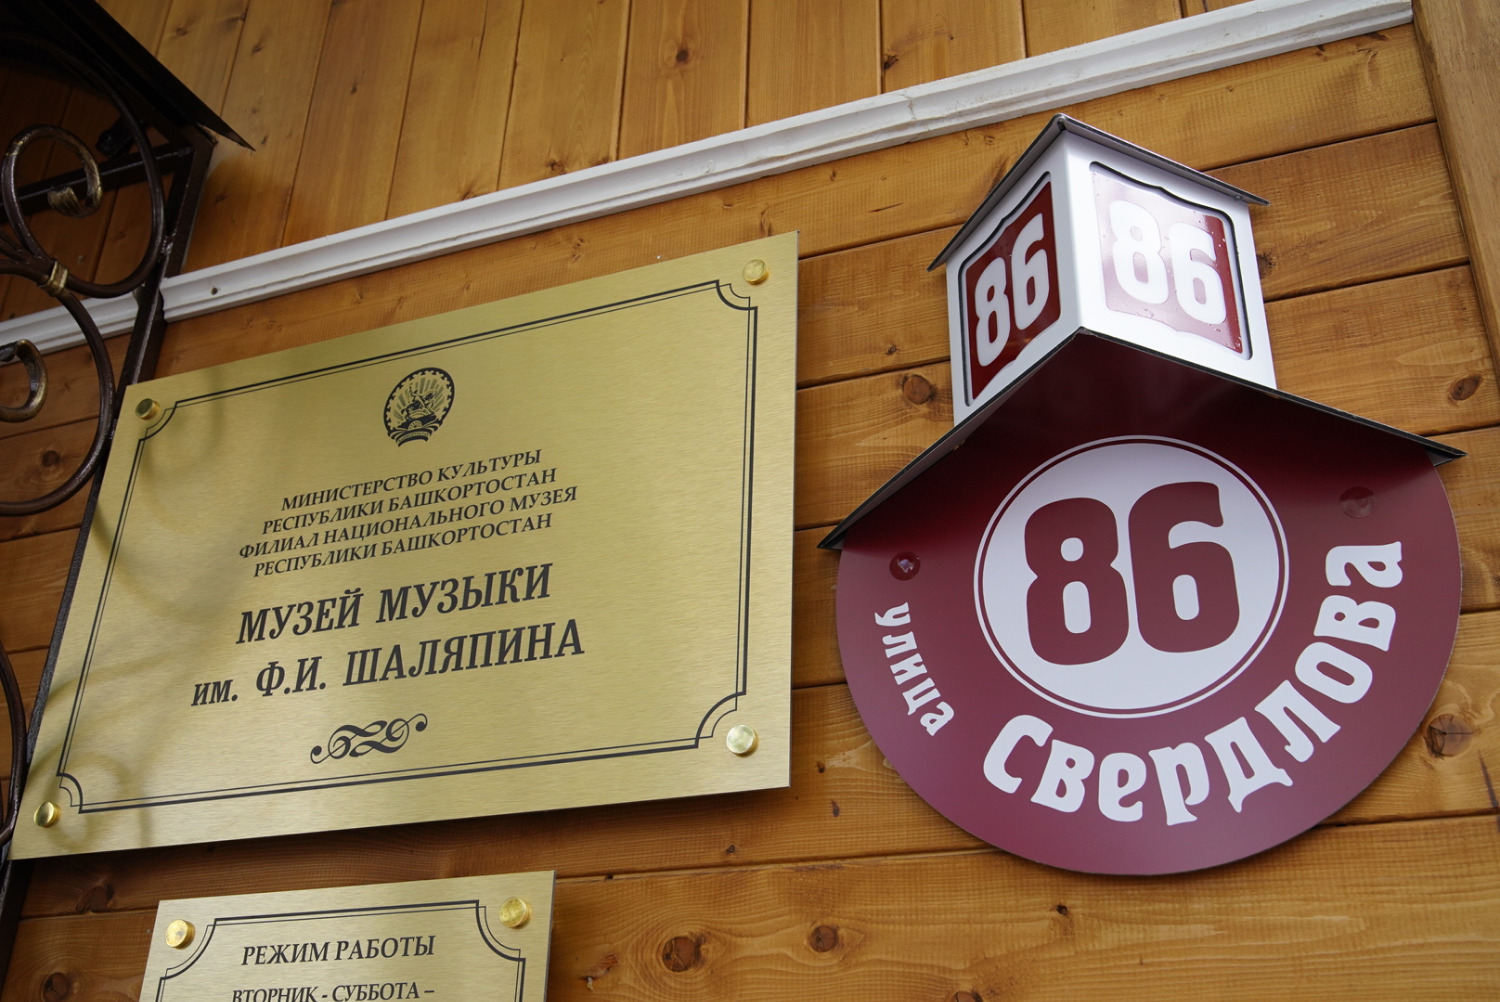 МИНИСТЕРСТВО КУЛЬТУРЫ
РЕСПУБЛИКИ БАШКОРТОСТАН
ФИЛИАЛ НАЦИОНАЛЬНОГО МУЗЕЯ
РЕСПУБЛИКИ БАШКОРТОСТАН
МУЗЕЙ МУЗЫКИ
им. Ф.И. ШАЛЯПИНА
РЕЖИМ РАБОТЫ
ВТОРНИК - СУББОТА –
86
86
86
улица
Свердлова